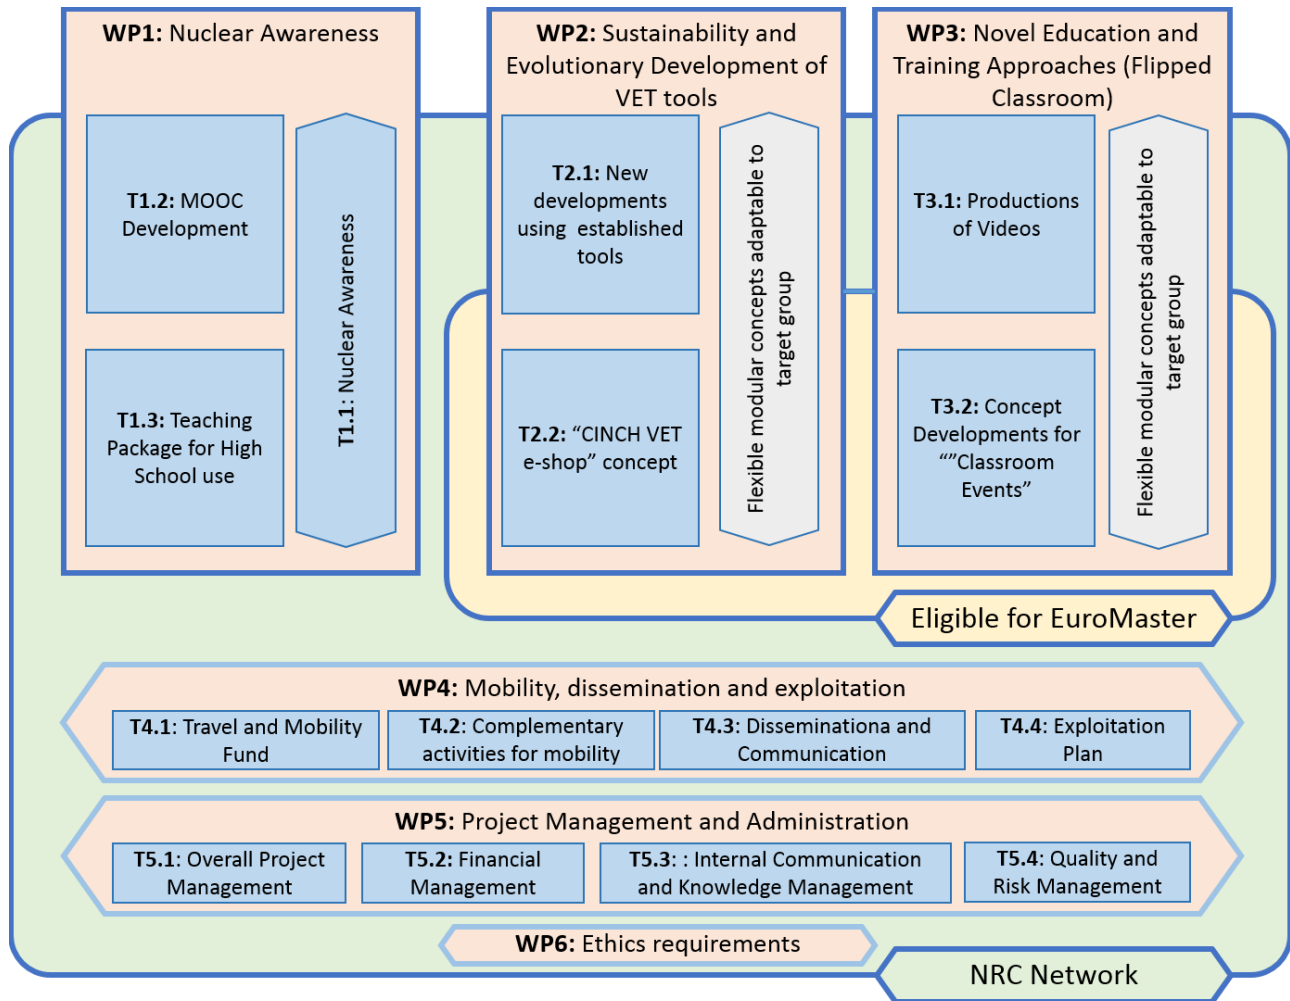 WP1: Nuclear Awareness
T1.2: MOOC
Development
T1.3: Teaching
Package for High
School use
T1.1: Nuclear Awareness
WP2: Sustainability and
Evolutionary Development of
VET tools
T2.1: New
developments
using established
tools
T2.2: “CINCH VET
e-shop” concept
Flexible modular concepts adaptable to
target group
WP3: Novel Education and
Training Approaches (Flipped
Classroom)
T3.1: Productions
of Videos
T3.2: Concept
Developments for
“”Classroom
Events”
Flexible modular concepts adaptable to
target group
Eligible for EuroMaster
WP4: Mobility, dissemination and exploitation
T4.1: Travel and Mobility
Fund
T4.2: Complementary
activities for mobility
T4.3: Disseminationa and
Communication
T4.4: Exploitation
Plan
WP5: Project Management and Administration
T5.1: Overall Project
Management
T5.2: Financial
Management
T5.3: : Internal Communication
and Knowledge Management
T5.4: Quality and
Risk Management
WP6: Ethics requirements
NRC Network